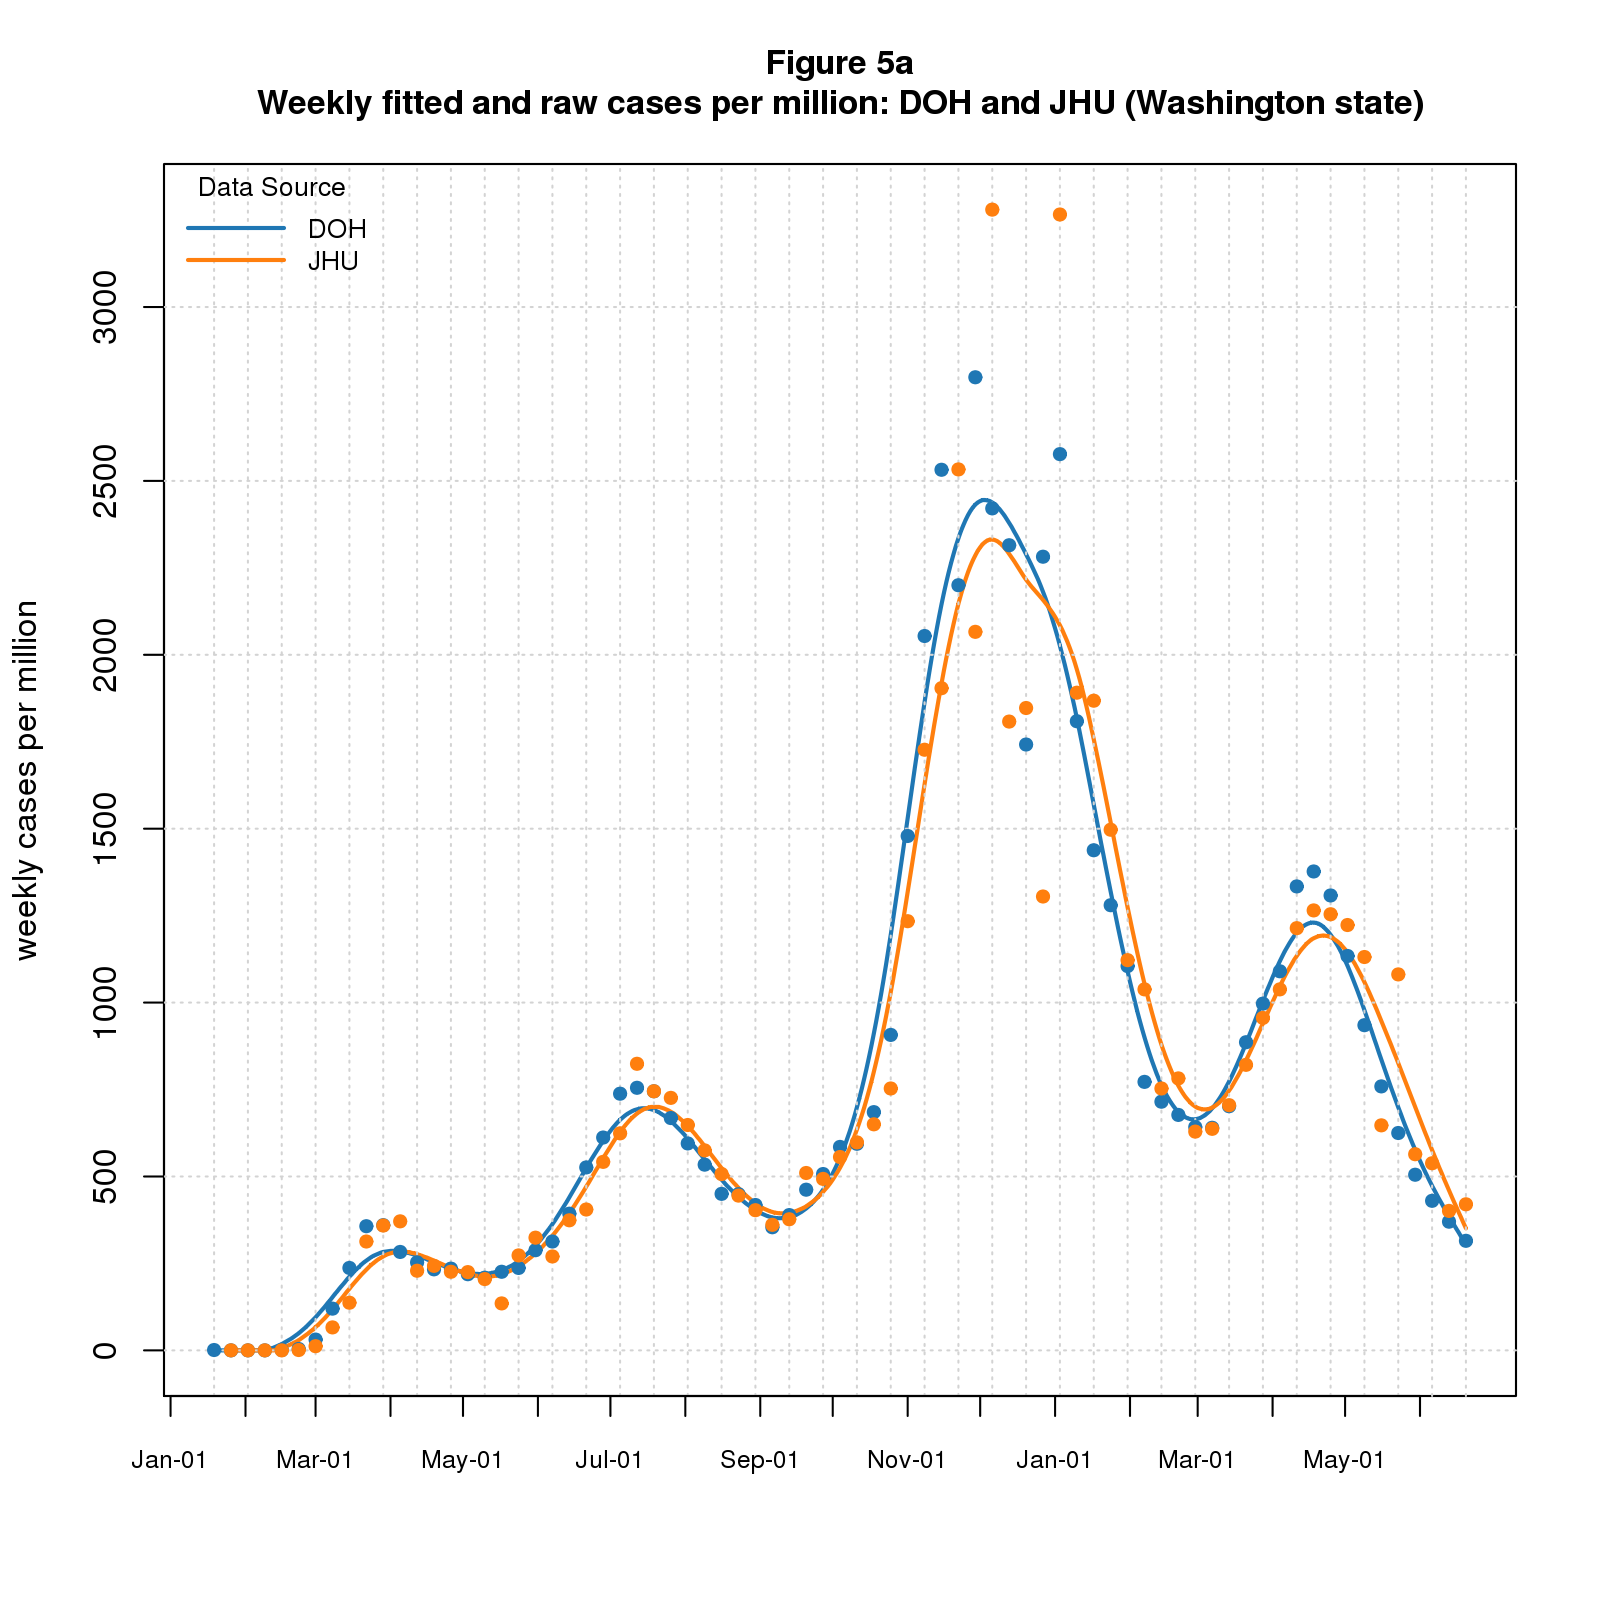 Figure 5a
Weekly fitted and raw cases per million: DOH and JHU (Washington state)
Data Source
DOH
JHU
3000
2500
2000
1500
1000
500
0
weekly cases per million
Jan-01 Mar-01 May-01 Jul-01 Sep-01 Nov-01 Jan-01 Mar-01 May-01